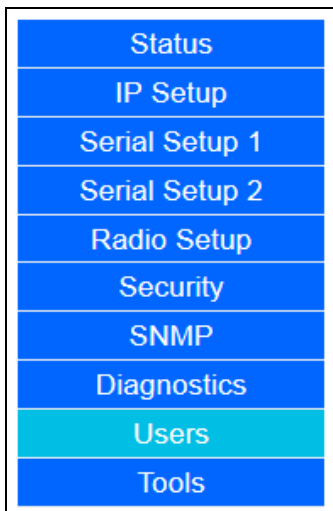 Status
IP Setup
Serial Setup 1
Serial Setup 2
Radio Setup
Security
SNMP
Diagnostics
Users
Tools